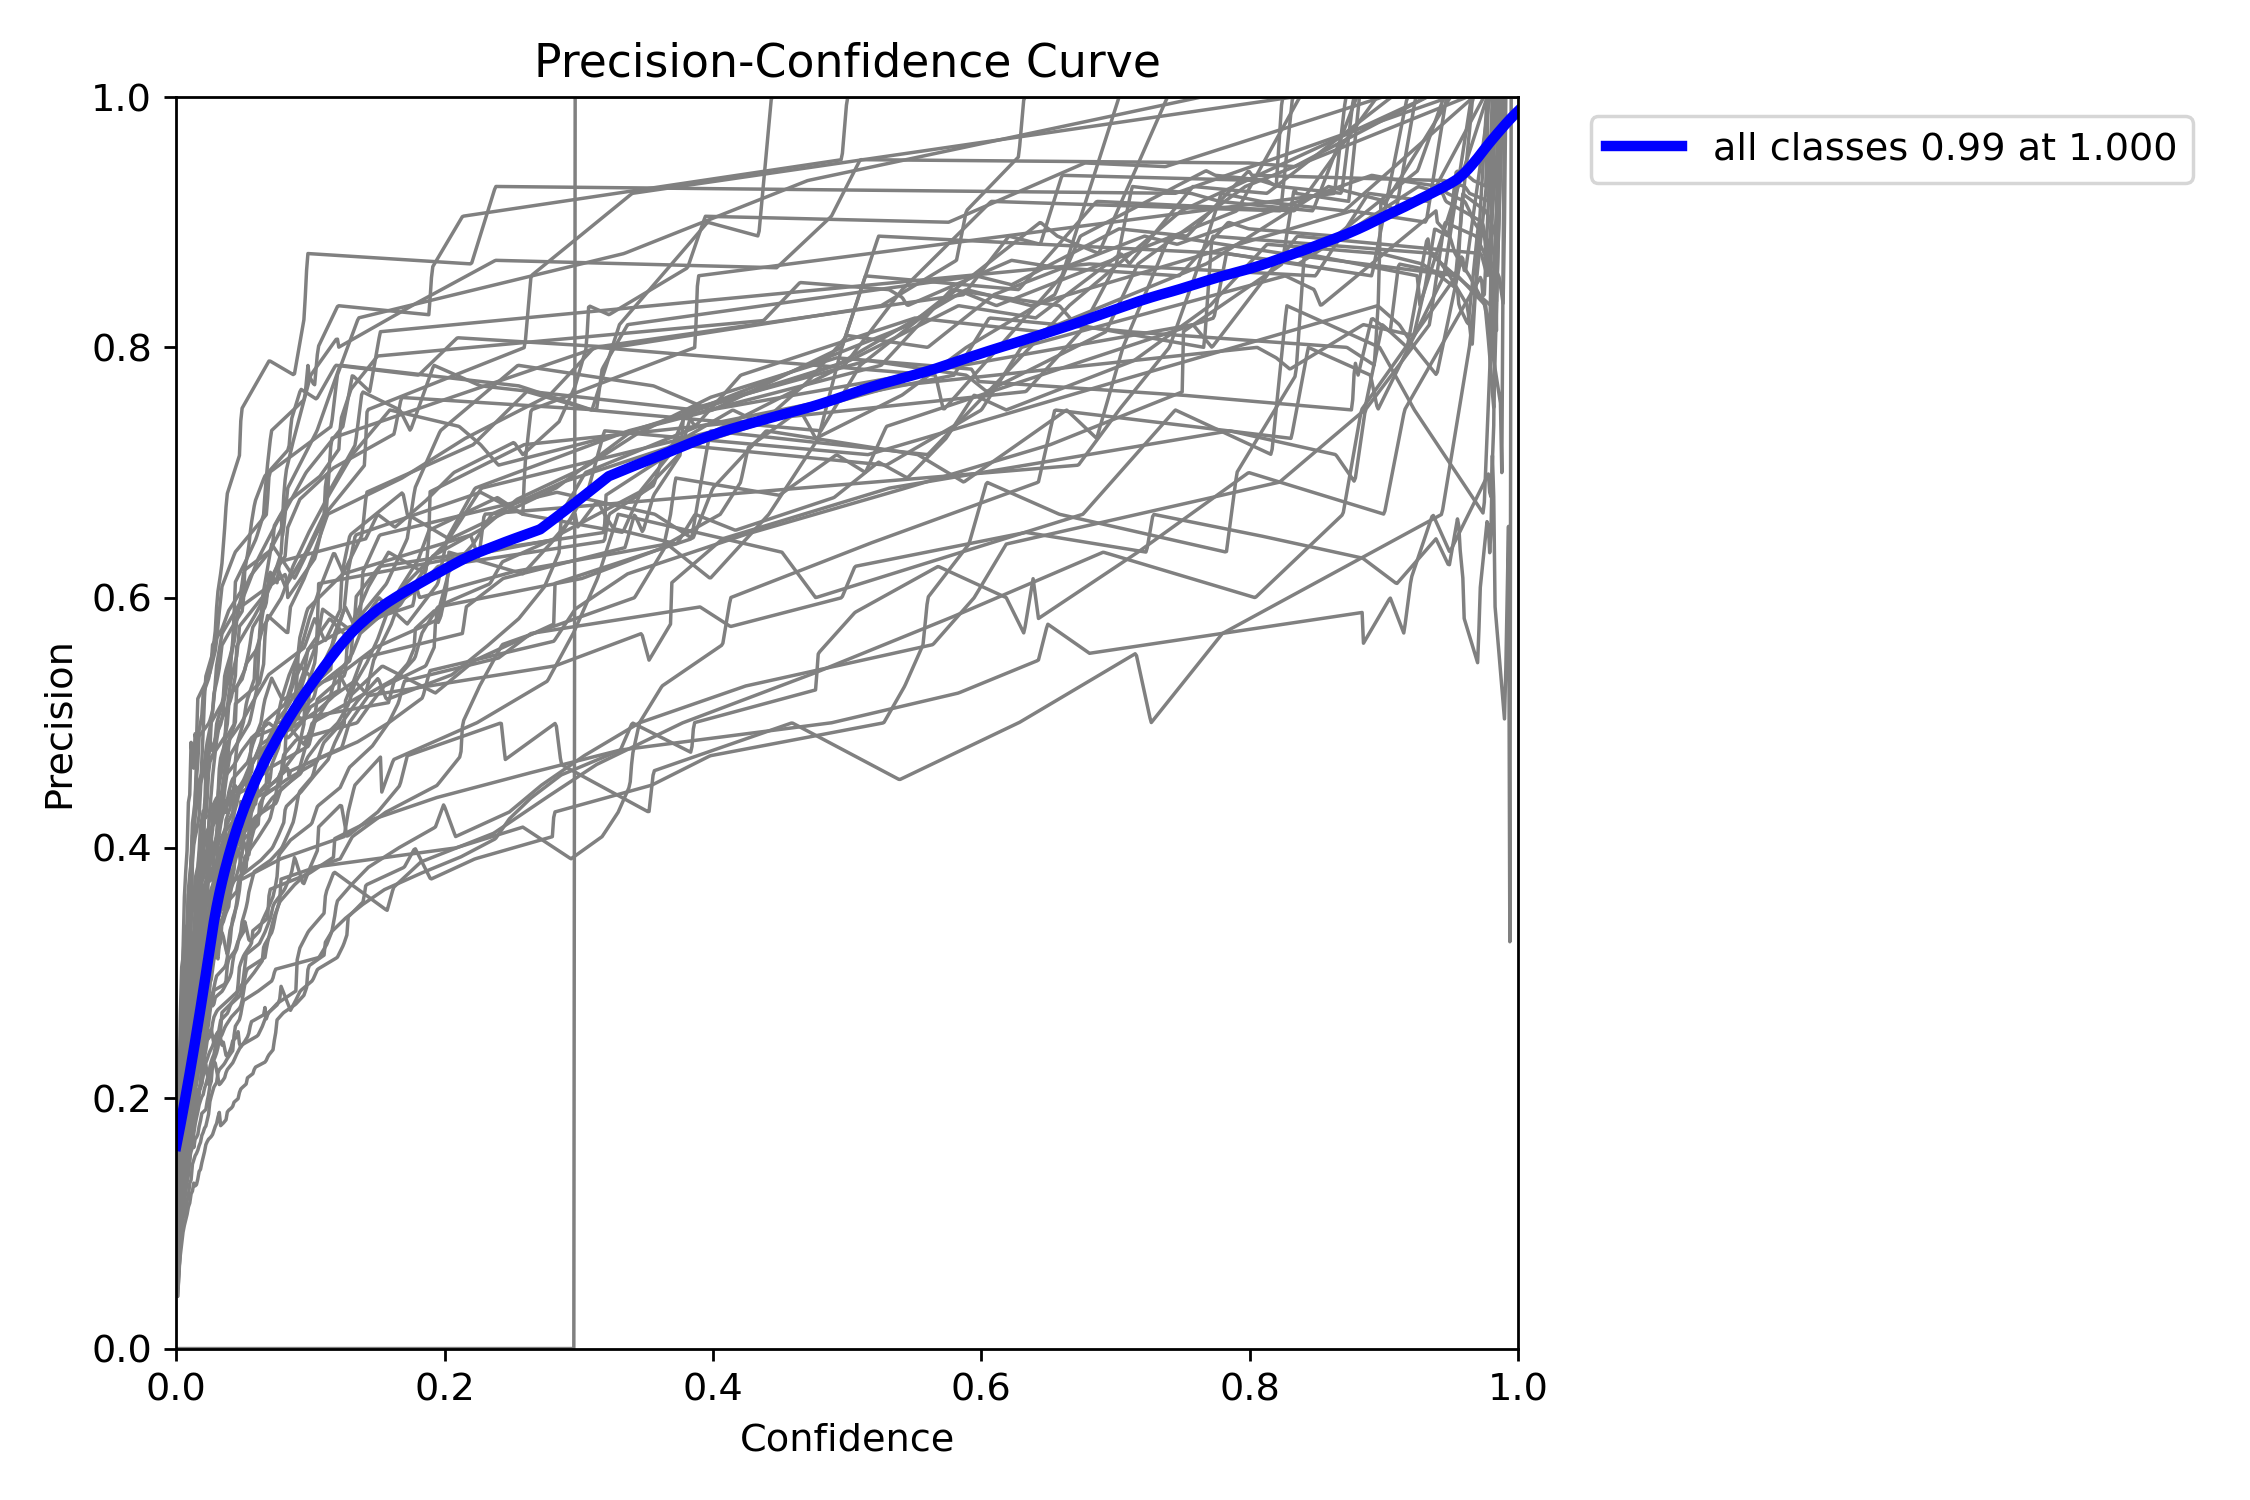 Precision-Confidence Curve
all classes 0.99 at 1.000
Precision
1.0
0.8
0.6
0.4
0.2
0.0
0.0 0.2 0.4 0.6 0.8 1.0
Confidence